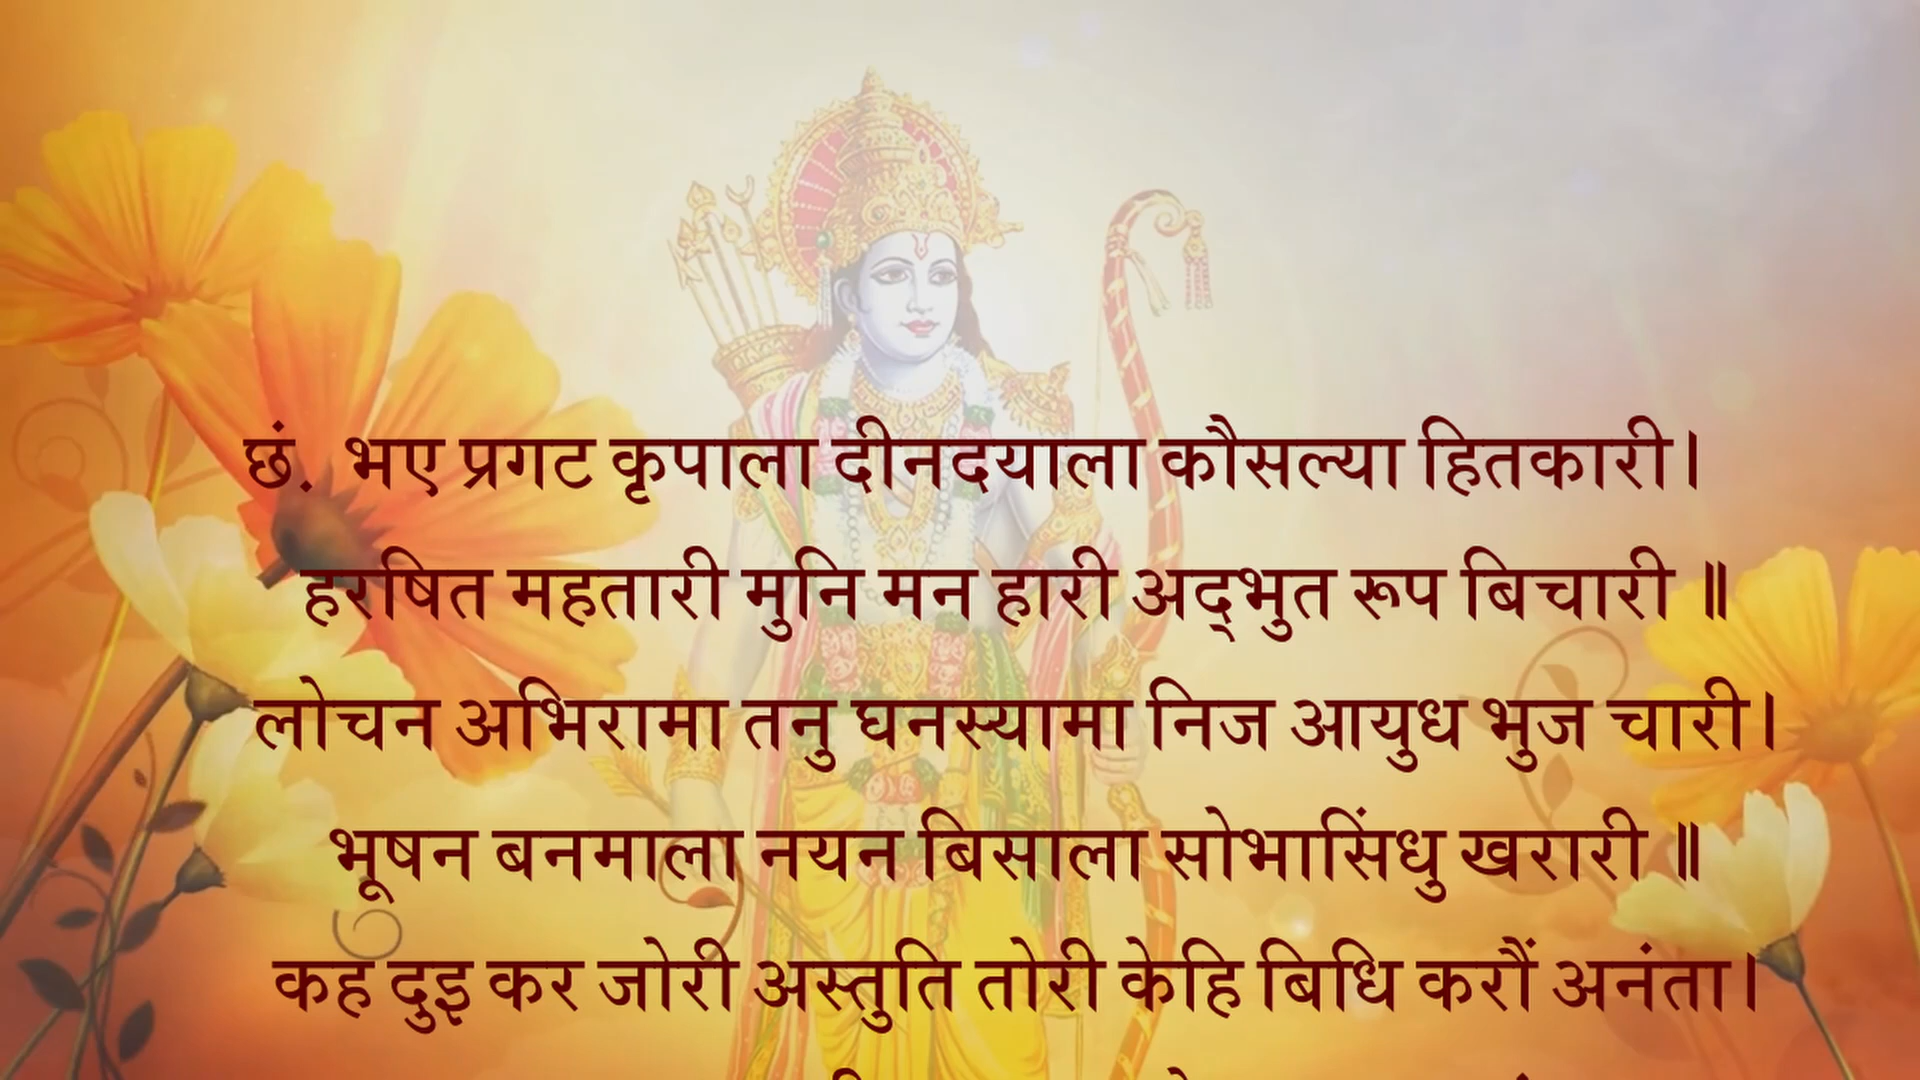 छं. भए प्रगट कृपाला दीनदयाला कौसल्या हितकारी।
हरषित महतारी मुनि मन हारी अद्‌भुत रूप बिचारी ॥
लोचन अभिरामा तनु घनस्यामा निज आयुध भुज चारी।
भूषन बनमाला नयन बिसाला सोभासिंधु खरारी ॥
कह दुइ कर जोरी अस्तुति तोरी केहि बिधि करौं अनंता।